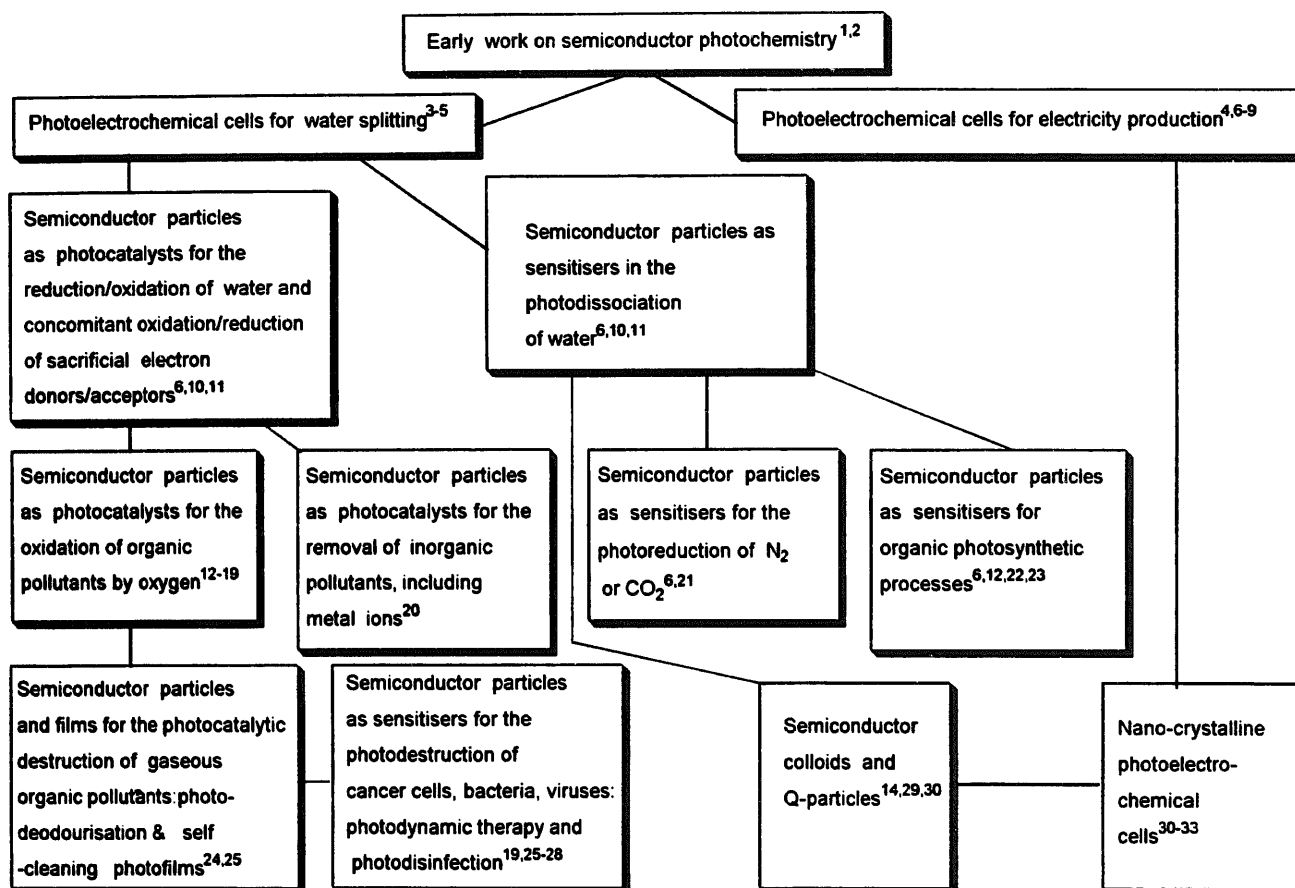 Early work on semiconductor photochemistry1,2
Photoelectrochemical cells for water splitting3-5
Photoelectrochemical cells for electricity production4,6-9
Semiconductor particles
as photocatalysts for the
reduction/oxidation of water and
concomitant oxidation/reduction
of sacrificial electron
donors/acceptors6,10,11
Semiconductor particles as
sensitisers in the
photodissociation
of water6,10,11
Semiconductor particles
as photocatalysts for the
oxidation of organic
pollutants by oxygen12-19
Semiconductor particles
as photocatalysts for the
removal of inorganic
pollutants, including
metal ions20
Semiconductor particles
as sensitisers for the
photoreduction of N2
or CO26,21
Semiconductor particles
as sensitisers for
organic photosynthetic
processes6,12,22,23
Semiconductor particles
and films for the photocatalytic
destruction of gaseous
organic pollutants:photo-
deodourisation & self
-cleaning photofilms24,25
Semiconductor particles
as sensitisers for the
photodestruction of
cancer cells, bacteria, viruses:
photodynamic therapy and
photodisinfection19,25-28
Semiconductor
colloids and
Q-particles14,29,30
Nano-crystalline
photoelectro-
chemical
cells30-33